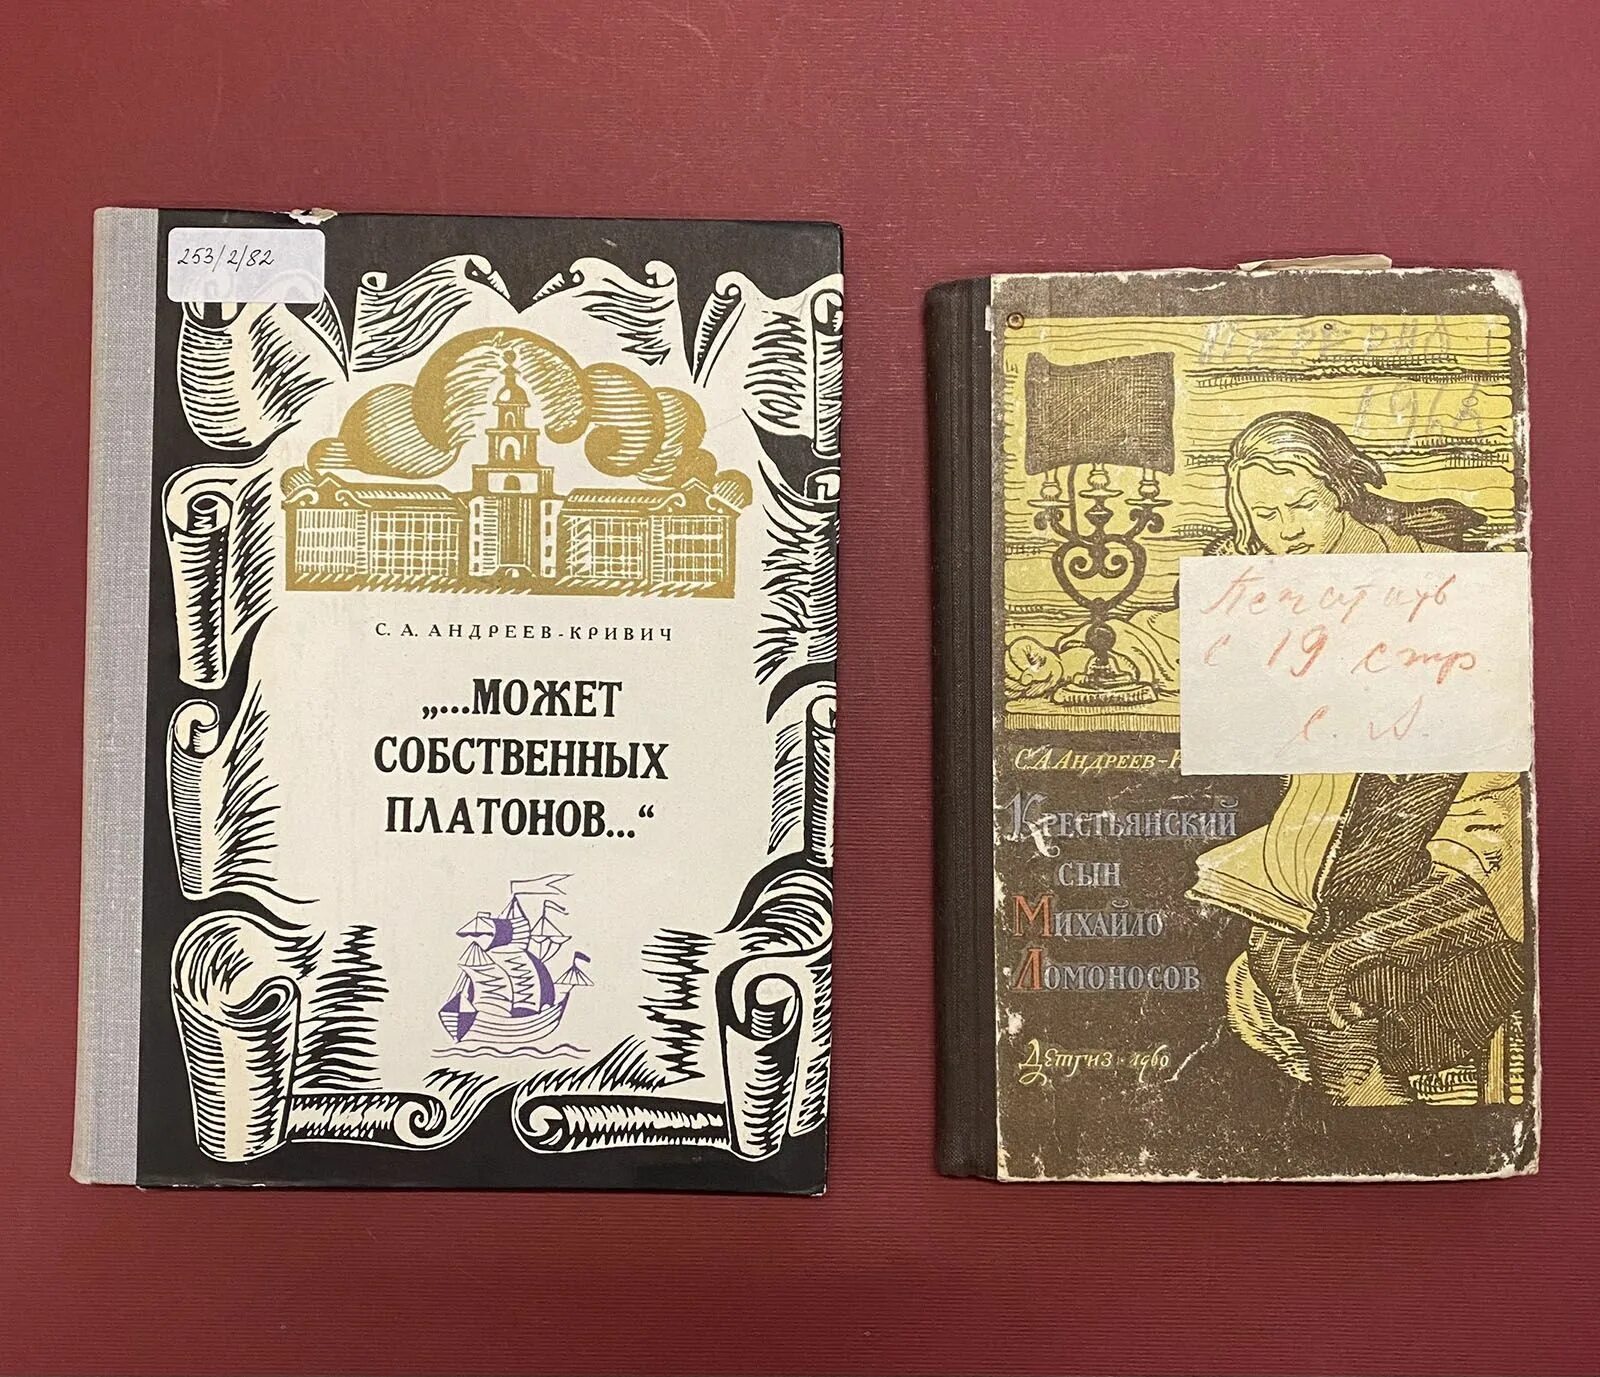 253/2/82
С. А. АНДРЕЕВ-КРИВИЧ
„...МОЖЕТ
СОБСТВЕННЫХ
ПЛАТОНОВ...“
Печатать
с 19 стр
С. А.
С. А. АНДРЕЕВ-
КРЕСТЬЯНСКИЙ
СЫН
МИХАЙЛО
ЛОМОНОСОВ
ДЕТГИЗ · 1960